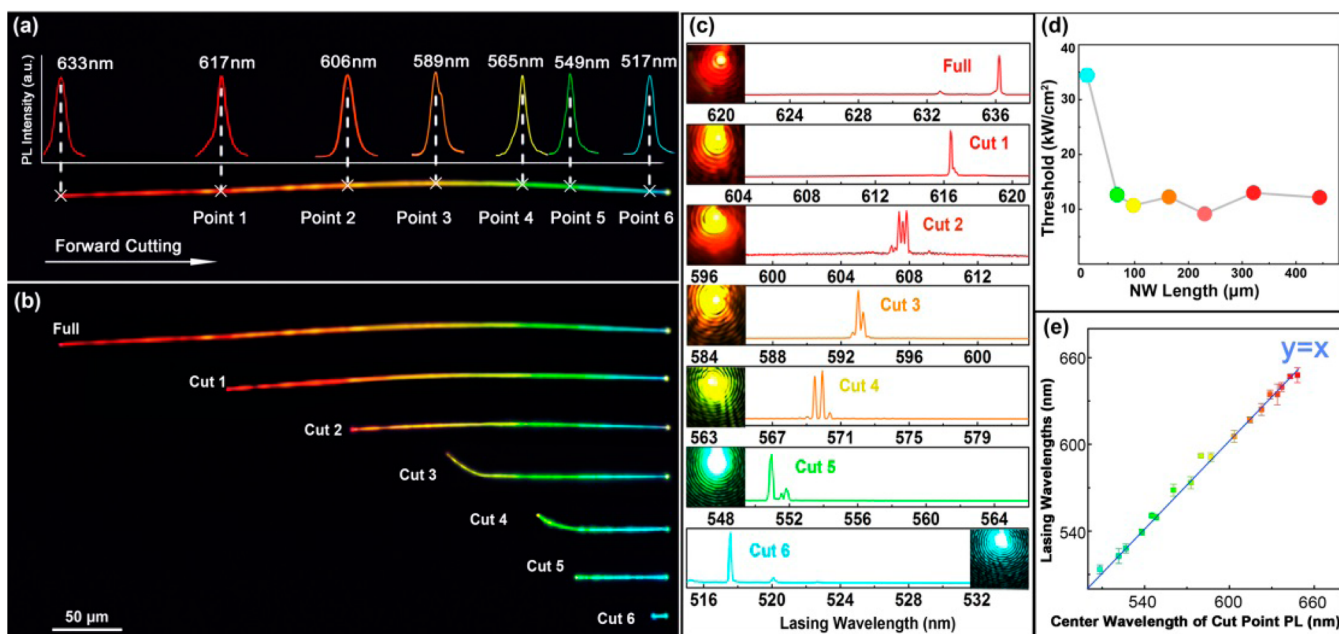 (a)
PL Intensity (a.u.)
633nm 617nm 606nm 589nm 565nm 549nm 517nm
Point 1 Point 2 Point 3 Point 4 Point 5 Point 6
Forward Cutting
(b)
Full
Cut 1
Cut 2
Cut 3
Cut 4
Cut 5
Cut 6
50 μm
(c)
Full
620 624 628 632 636
Cut 1
604 608 612 616 620
Cut 2
596 600 604 608 612
Cut 3
584 588 592 596 600
Cut 4
563 567 571 575 579
Cut 5
548 552 556 560 564
Cut 6
516 520 524 528 532
Lasing Wavelength (nm)
(d)
Threshold (kW/cm²)
40
30
20
10
0 100 200 300 400
NW Length (μm)
(e)
y=x
Lasing Wavelengths (nm)
660
600
540
540 600 660
Center Wavelength of Cut Point PL (nm)